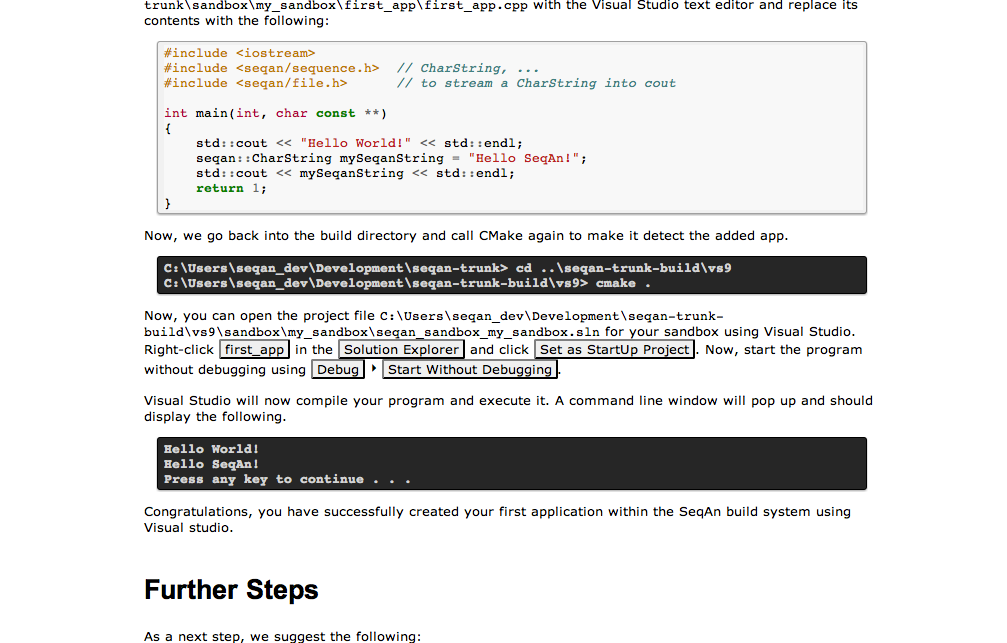 trunk\sandbox\my_sandbox\first_app\first_app.cpp with the Visual Studio text editor and replace its
contents with the following:
#include <iostream>
#include <seqan/sequence.h>  // CharString, ...
#include <seqan/file.h>      // to stream a CharString into cout
int main(int, char const **)
{
    std::cout << "Hello World!" << std::endl;
    seqan::CharString mySeqanString = "Hello SeqAn!";
    std::cout << mySeqanString << std::endl;
    return 1;
}
Now, we go back into the build directory and call CMake again to make it detect the added app.
C:\Users\seqan_dev\Development\seqan-trunk> cd ..\seqan-trunk-build\vs9
C:\Users\seqan_dev\Development\seqan-trunk-build\vs9> cmake .
Now, you can open the project file C:\Users\seqan_dev\Development\seqan-trunk-
build\vs9\sandbox\my_sandbox\seqan_sandbox_my_sandbox.sln for your sandbox using Visual Studio.
Right-click first_app in the Solution Explorer and click Set as StartUp Project. Now, start the program
without debugging using Debug ‣ Start Without Debugging.
Visual Studio will now compile your program and execute it. A command line window will pop up and should
display the following.
Hello World!
Hello SeqAn!
Press any key to continue . . .
Congratulations, you have successfully created your first application within the SeqAn build system using
Visual studio.
Further Steps
As a next step, we suggest the following: